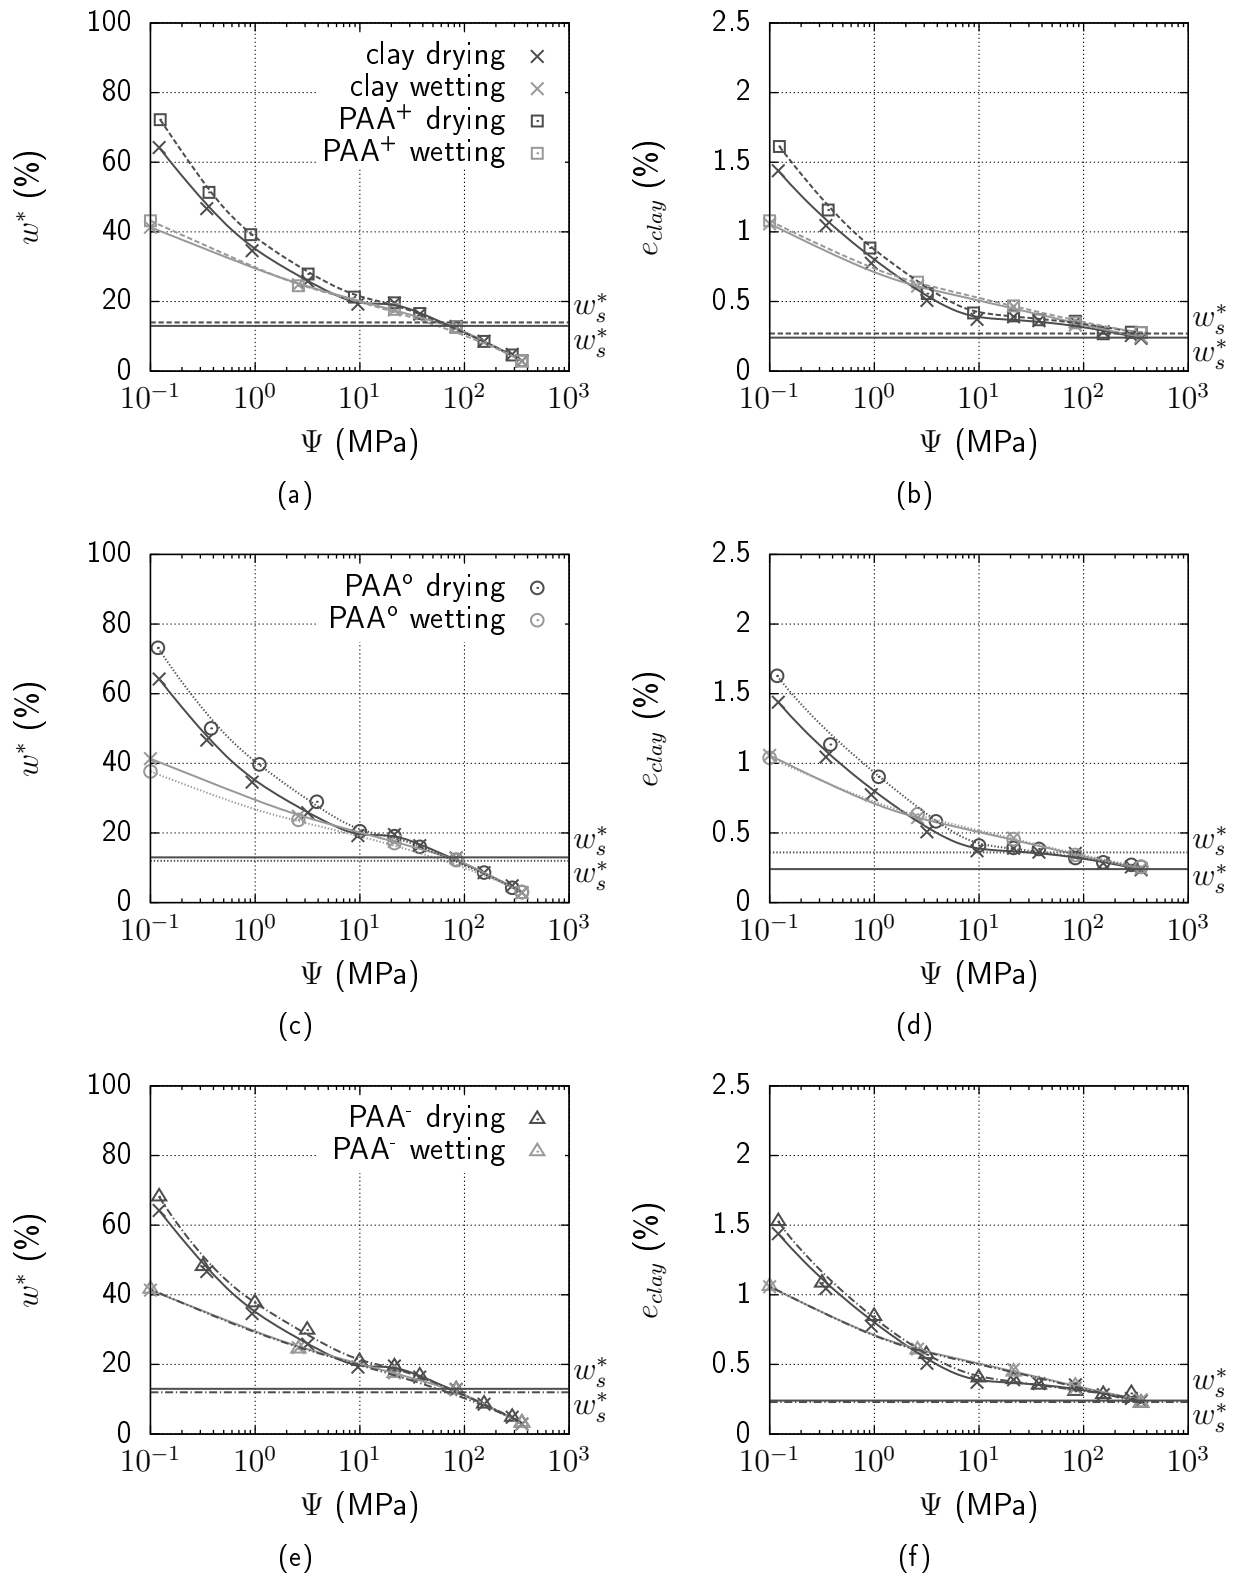 100
80
60
40
20
0
w* (%)
clay drying
clay wetting
PAA⁺ drying
PAA⁺ wetting
w*ₛ
w*ₛ
10⁻¹ 10⁰ 10¹ 10² 10³
Ψ (MPa)
(a)
2.5
2
1.5
1
0.5
0
e_clay (%)
w*ₛ
w*ₛ
10⁻¹ 10⁰ 10¹ 10² 10³
Ψ (MPa)
(b)
100
80
60
40
20
0
w* (%)
PAAº drying
PAAº wetting
w*ₛ
w*ₛ
10⁻¹ 10⁰ 10¹ 10² 10³
Ψ (MPa)
(c)
2.5
2
1.5
1
0.5
0
e_clay (%)
w*ₛ
w*ₛ
10⁻¹ 10⁰ 10¹ 10² 10³
Ψ (MPa)
(d)
100
80
60
40
20
0
w* (%)
PAA⁻ drying
PAA⁻ wetting
w*ₛ
w*ₛ
10⁻¹ 10⁰ 10¹ 10² 10³
Ψ (MPa)
(e)
2.5
2
1.5
1
0.5
0
e_clay (%)
w*ₛ
w*ₛ
10⁻¹ 10⁰ 10¹ 10² 10³
Ψ (MPa)
(f)